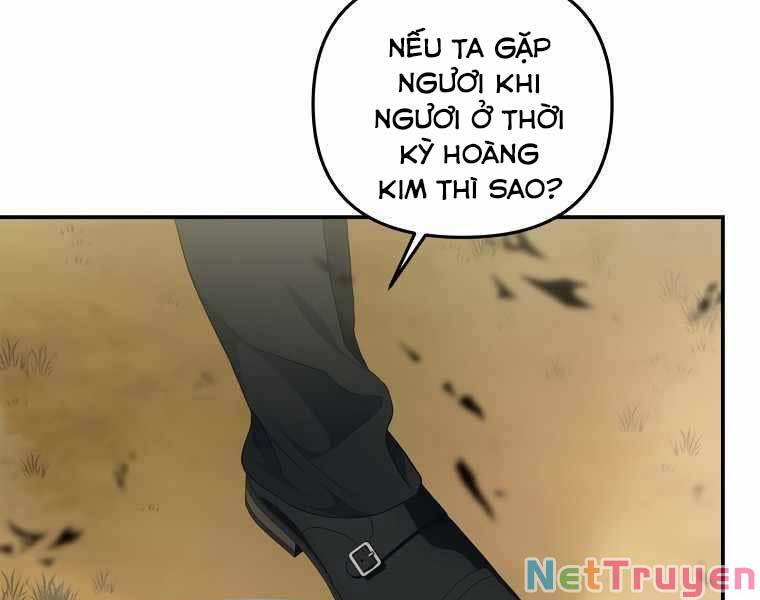 NẾU TA GẶP
NGƯƠI KHI
NGƯƠI Ở THỜI
KỲ HOÀNG
KIM THÌ SAO?
NetTruyen